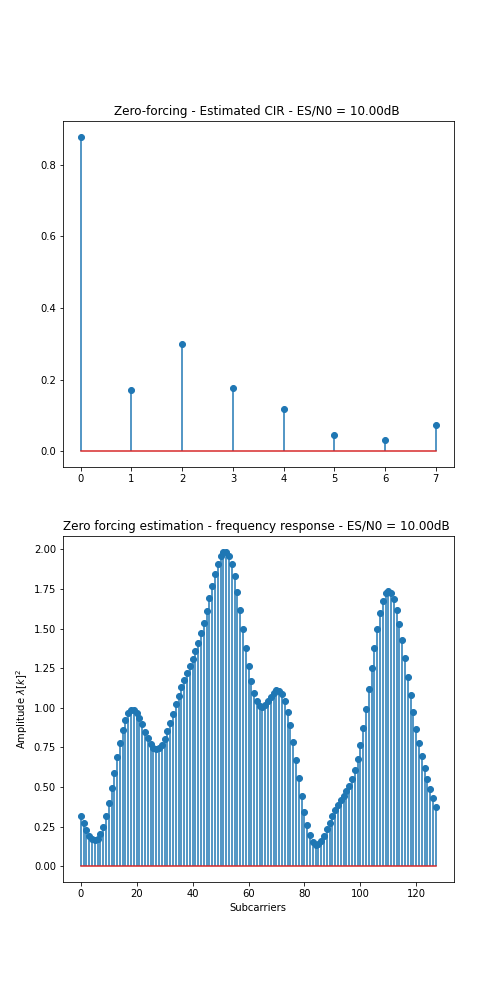 Zero-forcing - Estimated CIR - ES/N0 = 10.00dB
0.8
0.6
0.4
0.2
0.0
0 1 2 3 4 5 6 7
Zero forcing estimation - frequency response - ES/N0 = 10.00dB
2.00
1.75
1.50
1.25
1.00
0.75
0.50
0.25
0.00
Amplitude λ[k]²
0 20 40 60 80 100 120
Subcarriers